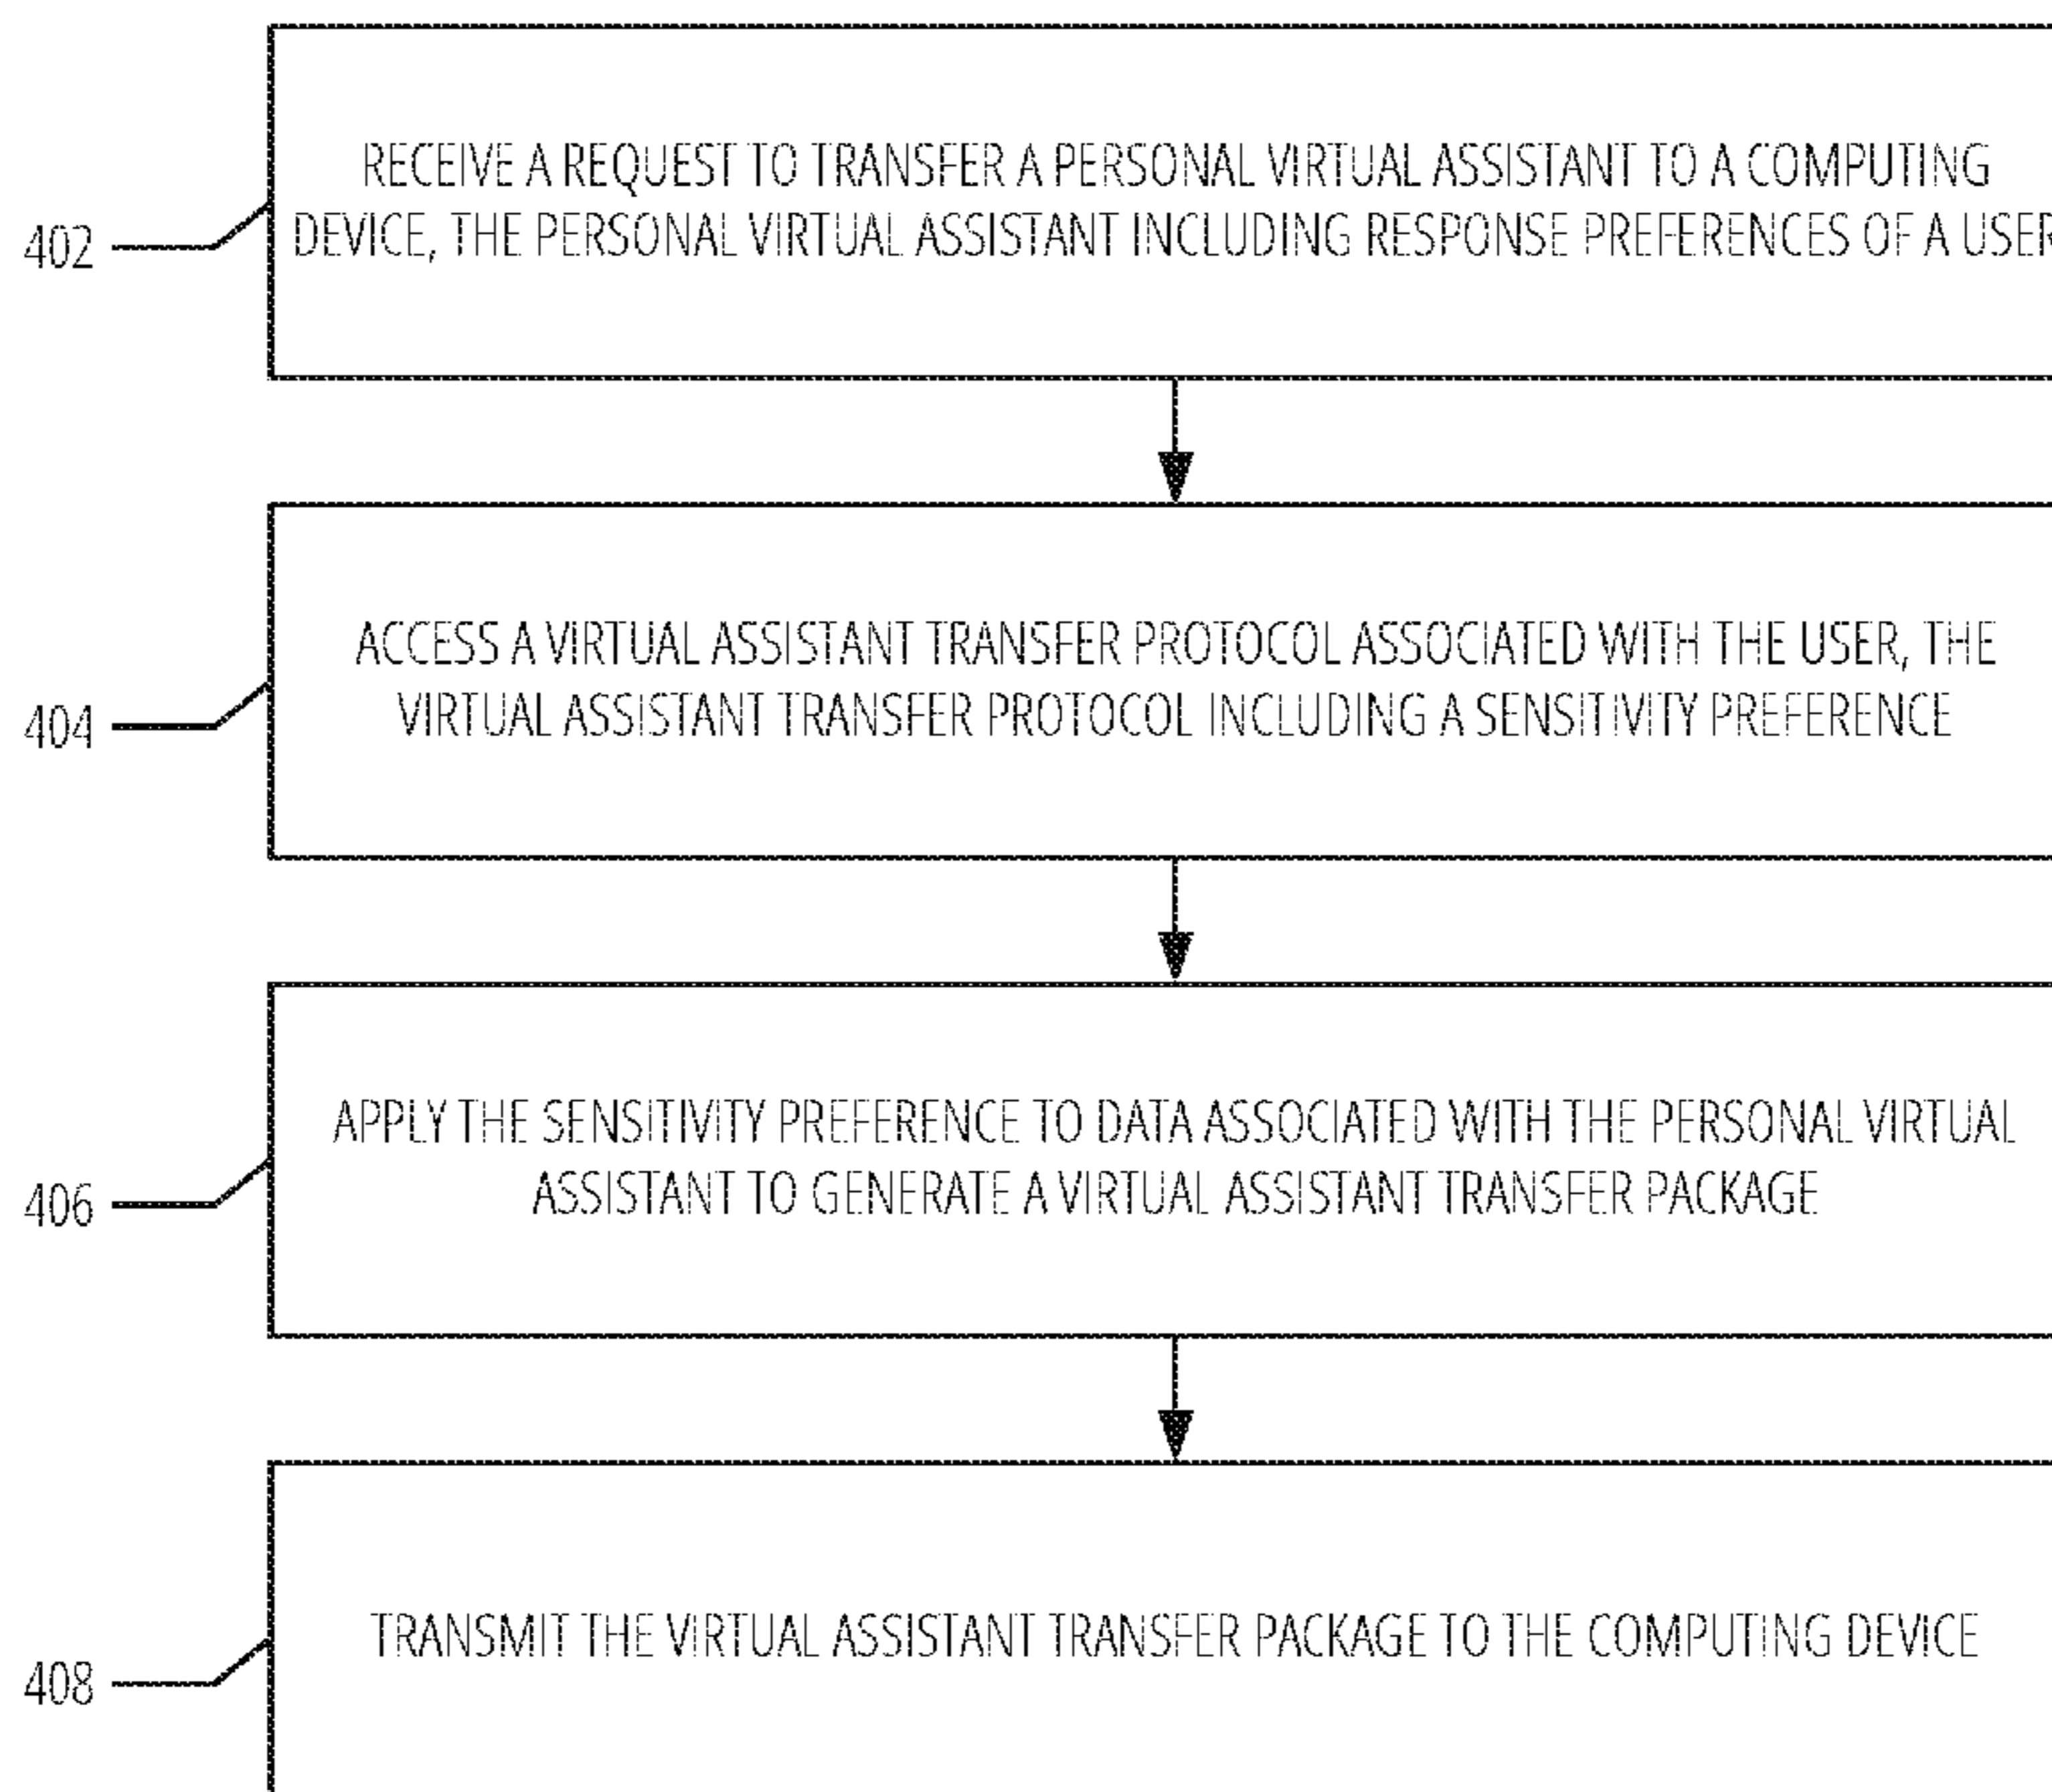 RECEIVE A REQUEST TO TRANSFER A PERSONAL VIRTUAL ASSISTANT TO A COMPUTING
402
DEVICE, THE PERSONAL VIRTUAL ASSISTANT INCLUDING RESPONSE PREFERENCES OF A USER
ACCESS A VIRTUAL ASSISTANT TRANSFER PROTOCOL ASSOCIATED WITH THE USER, THE
404
VIRTUAL ASSISTANT TRANSFER PROTOCOL INCLUDING A SENSITIVITY PREFERENCE
APPLY THE SENSITIVITY PREFERENCE TO DATA ASSOCIATED WITH THE PERSONAL VIRTUAL
406
ASSISTANT TO GENERATE A VIRTUAL ASSISTANT TRANSFER PACKAGE
TRANSMIT THE VIRTUAL ASSISTANT TRANSFER PACKAGE TO THE COMPUTING DEVICE
408